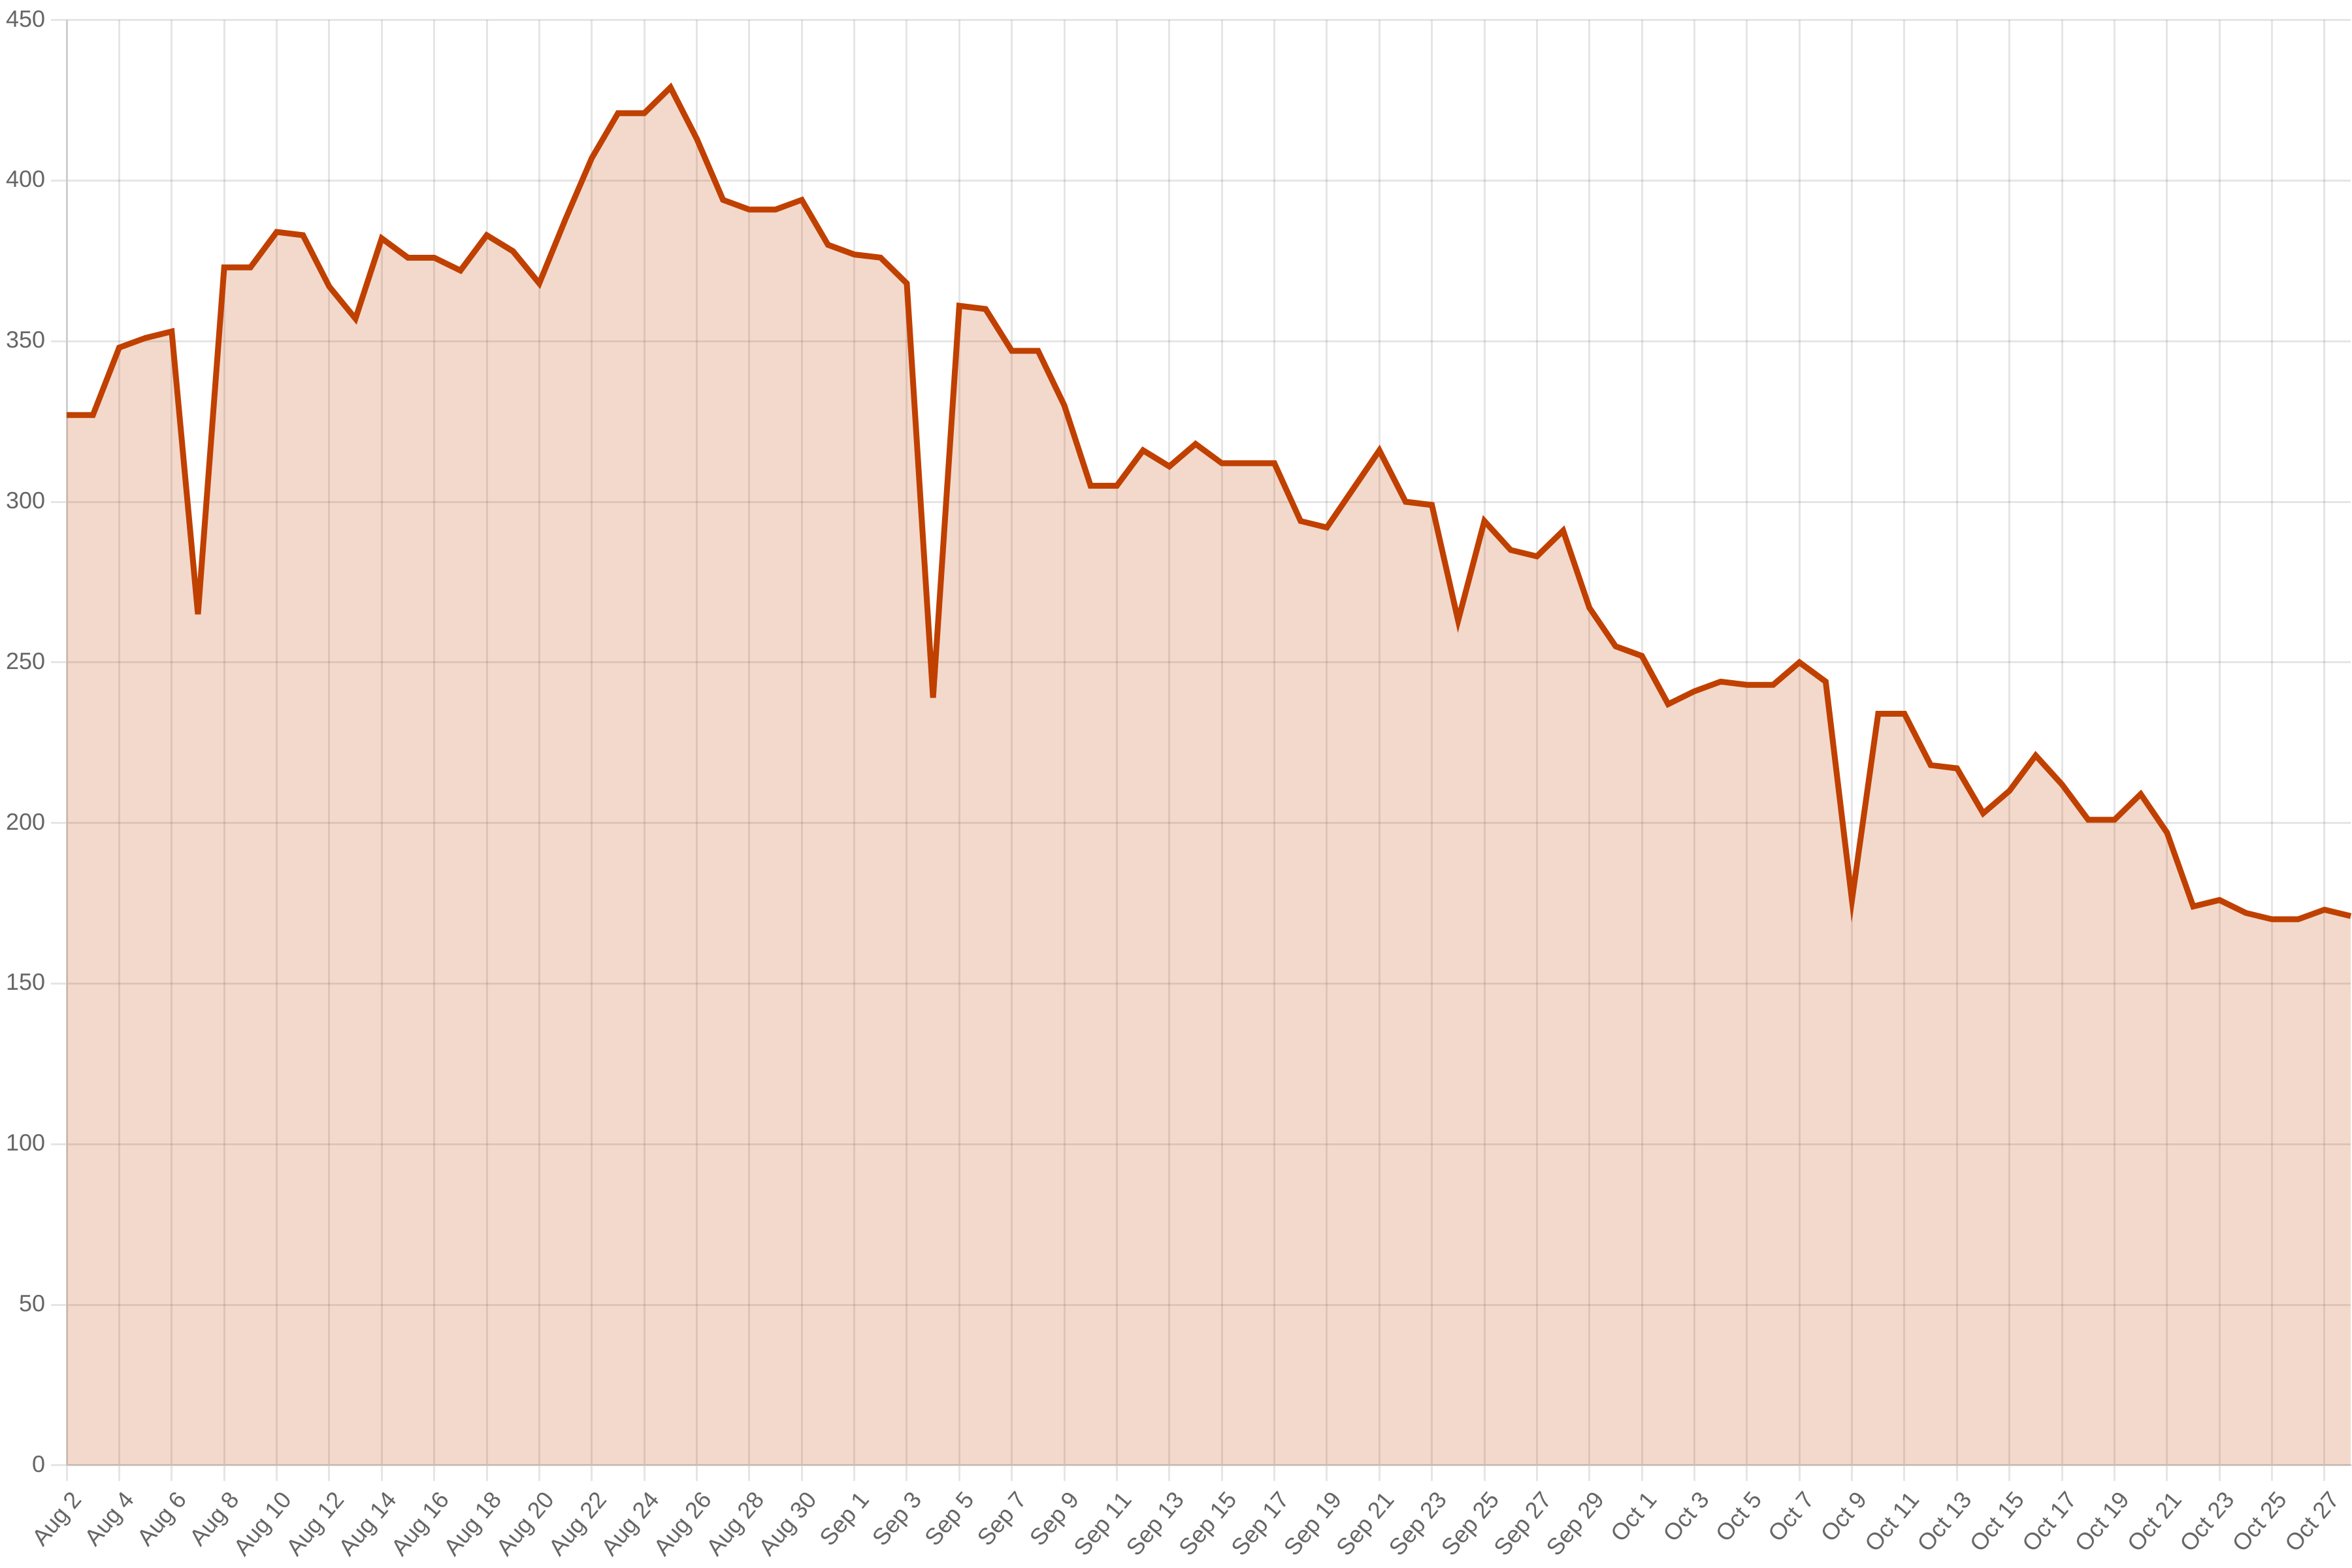 450
400
350
300
250
200
150
100
50
0
Aug 2
Aug 4
Aug 6
Aug 8
Aug 10
Aug 12
Aug 14
Aug 16
Aug 18
Aug 20
Aug 22
Aug 24
Aug 26
Aug 28
Aug 30
Sep 1
Sep 3
Sep 5
Sep 7
Sep 9
Sep 11
Sep 13
Sep 15
Sep 17
Sep 19
Sep 21
Sep 23
Sep 25
Sep 27
Sep 29
Oct 1
Oct 3
Oct 5
Oct 7
Oct 9
Oct 11
Oct 13
Oct 15
Oct 17
Oct 19
Oct 21
Oct 23
Oct 25
Oct 27